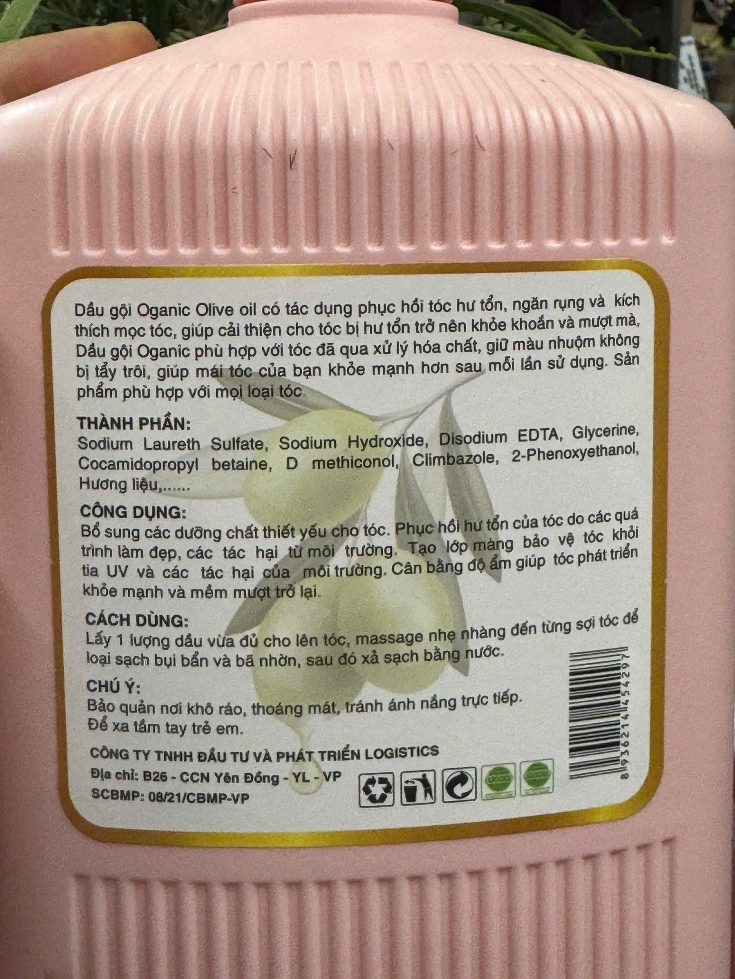 Dầu gội Oganic Olive oil có tác dụng phục hồi tóc hư tổn, ngăn rụng và kích
thích mọc tóc, giúp cải thiện cho tóc bị hư tổn trở nên khỏe khoắn và mượt mà,
Dầu gội Oganic phù hợp với tóc đã qua xử lý hóa chất, giữ màu nhuộm không
bị tẩy trôi, giúp mái tóc của bạn khỏe mạnh hơn sau mỗi lần sử dụng. Sản
phẩm phù hợp với mọi loại tóc.
THÀNH PHẦN:
Sodium Laureth Sulfate, Sodium Hydroxide, Disodium EDTA, Glycerine,
Cocamidopropyl betaine, D methiconol, Climbazole, 2-Phenoxyethanol,
Hương liệu,......
CÔNG DỤNG:
Bổ sung các dưỡng chất thiết yếu cho tóc. Phục hồi hư tổn của tóc do các quá
trình làm đẹp, các tác hại từ môi trường. Tạo lớp màng bảo vệ tóc khỏi
tia UV và các tác hại của môi trường. Cân bằng độ ẩm giúp tóc phát triển
khỏe mạnh và mềm mượt trở lại.
CÁCH DÙNG:
Lấy 1 lượng dầu vừa đủ cho lên tóc, massage nhẹ nhàng đến từng sợi tóc để
loại sạch bụi bẩn và bã nhờn, sau đó xả sạch bằng nước.
CHÚ Ý:
Bảo quản nơi khô ráo, thoáng mát, tránh ánh nắng trực tiếp.
Để xa tầm tay trẻ em.
CÔNG TY TNHH ĐẦU TƯ VÀ PHÁT TRIỂN LOGISTICS
Địa chỉ: B26 - CCN Yên Đồng - YL - VP
SCBMP: 08/21/CBMP-VP
8 936214 454297